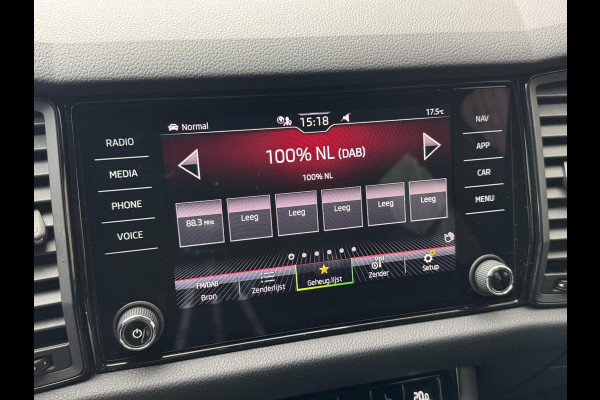 Normal
15:18
17.5°C
RADIO
MEDIA
PHONE
VOICE
NAV
APP
CAR
MENU
100% NL (DAB)
100% NL
88.3 MHz
Leeg
Leeg
Leeg
Leeg
Leeg
FM/DAB
Bron
Zenderlijst
Geheug.lijst
Zender
Setup